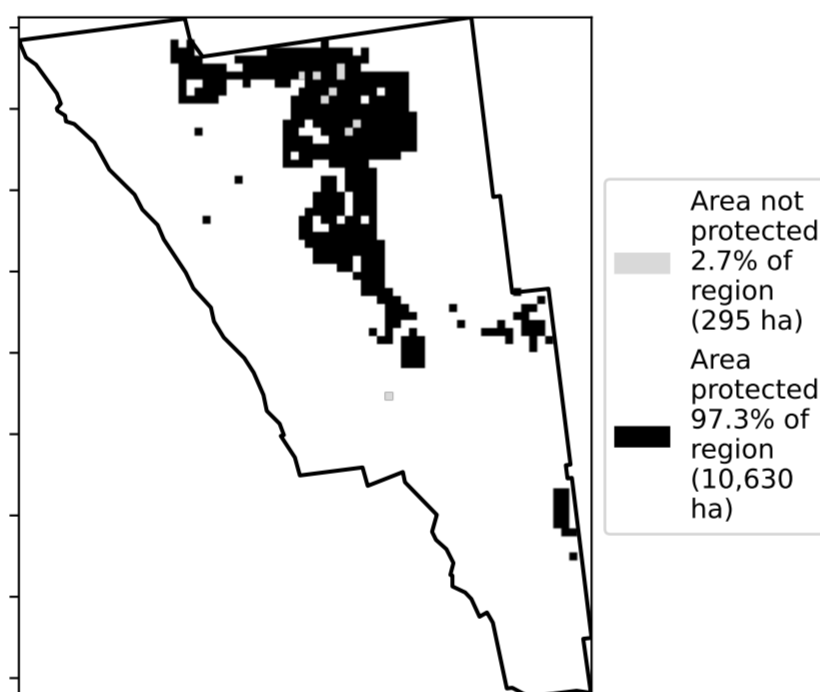 Area not
protected
2.7% of
region
(295 ha)
Area
protected
97.3% of
region
(10,630
ha)